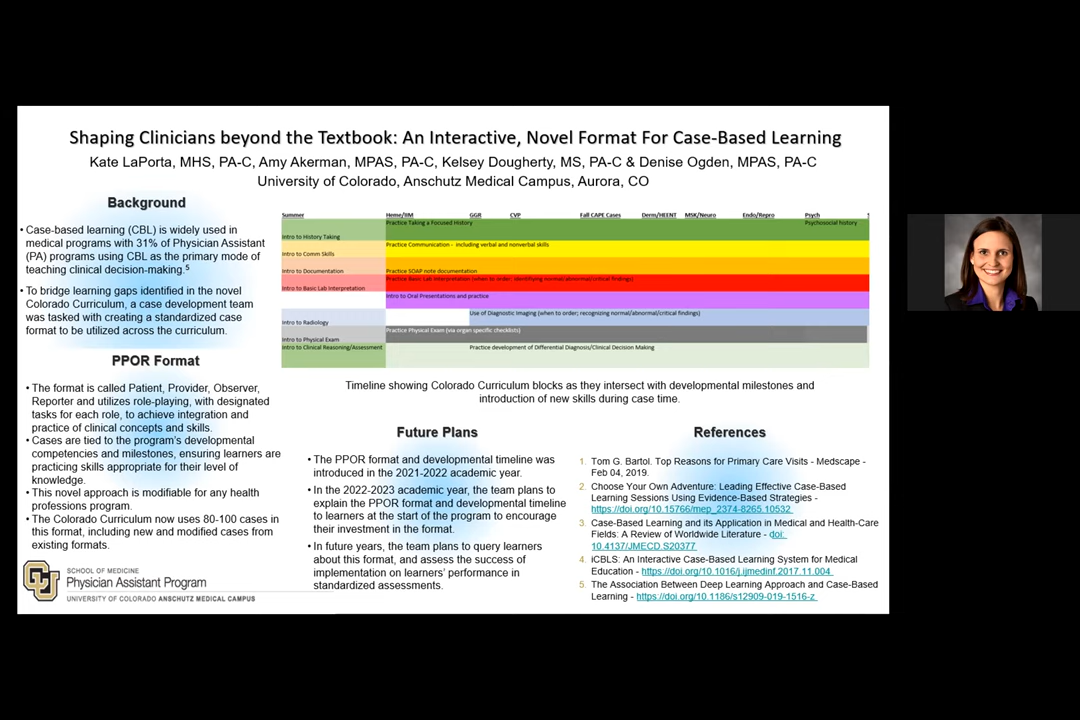 Shaping Clinicians beyond the Textbook: An Interactive, Novel Format For Case-Based Learning
Kate LaPorta, MHS, PA-C, Amy Akerman, MPAS, PA-C, Kelsey Dougherty, MS, PA-C & Denise Ogden, MPAS, PA-C
University of Colorado, Anschutz Medical Campus, Aurora, CO
Background
• Case-based learning (CBL) is widely used in
medical programs with 31% of Physician Assistant
(PA) programs using CBL as the primary mode of
teaching clinical decision-making.5
• To bridge learning gaps identified in the novel
Colorado Curriculum, a case development team
was tasked with creating a standardized case
format to be utilized across the curriculum.
PPOR Format
• The format is called Patient, Provider, Observer,
Reporter and utilizes role-playing, with designated
tasks for each role, to achieve integration and
practice of clinical concepts and skills.
• Cases are tied to the program's developmental
competencies and milestones, ensuring learners are
practicing skills appropriate for their level of
knowledge.
• This novel approach is modifiable for any health
professions program.
• The Colorado Curriculum now uses 80-100 cases in
this format, including new and modified cases from
existing formats.
SCHOOL OF MEDICINE
Physician Assistant Program
UNIVERSITY OF COLORADO ANSCHUTZ MEDICAL CAMPUS
Summer Heme/IIM GGR CVP Fall CAPE Cases Derm/HEENT MSK/Neuro Endo/Repro Psych
Practice Taking a Focused History Psychosocial history
Intro to History Taking
Practice Communication - including verbal and nonverbal skills
Intro to Comm Skills
Intro to Documentation Practice SOAP note documentation
Practice Basic Lab Interpretation (when to order; identifying normal/abnormal/critical findings)
Intro to Basic Lab Interpretation
Intro to Oral Presentations and practice
Use of Diagnostic Imaging (when to order; recognizing normal/abnormal/critical findings)
Intro to Radiology
Practice Physical Exam (via organ specific checklists)
Intro to Physical Exam
Intro to Clinical Reasoning/Assessment Practice development of Differential Diagnosis/Clinical Decision Making
Timeline showing Colorado Curriculum blocks as they intersect with developmental milestones and
introduction of new skills during case time.
Future Plans
• The PPOR format and developmental timeline was
introduced in the 2021-2022 academic year.
• In the 2022-2023 academic year, the team plans to
explain the PPOR format and developmental timeline
to learners at the start of the program to encourage
their investment in the format.
• In future years, the team plans to query learners
about this format, and assess the success of
implementation on learners' performance in
standardized assessments.
References
1. Tom G. Bartol. Top Reasons for Primary Care Visits - Medscape -
Feb 04, 2019.
2. Choose Your Own Adventure: Leading Effective Case-Based
Learning Sessions Using Evidence-Based Strategies -
https://doi.org/10.15766/mep_2374-8265.10532
3. Case-Based Learning and its Application in Medical and Health-Care
Fields: A Review of Worldwide Literature - doi:
10.4137/JMECD.S20377
4. iCBLS: An Interactive Case-Based Learning System for Medical
Education - https://doi.org/10.1016/j.ijmedinf.2017.11.004
5. The Association Between Deep Learning Approach and Case-Based
Learning - https://doi.org/10.1186/s12909-019-1516-z